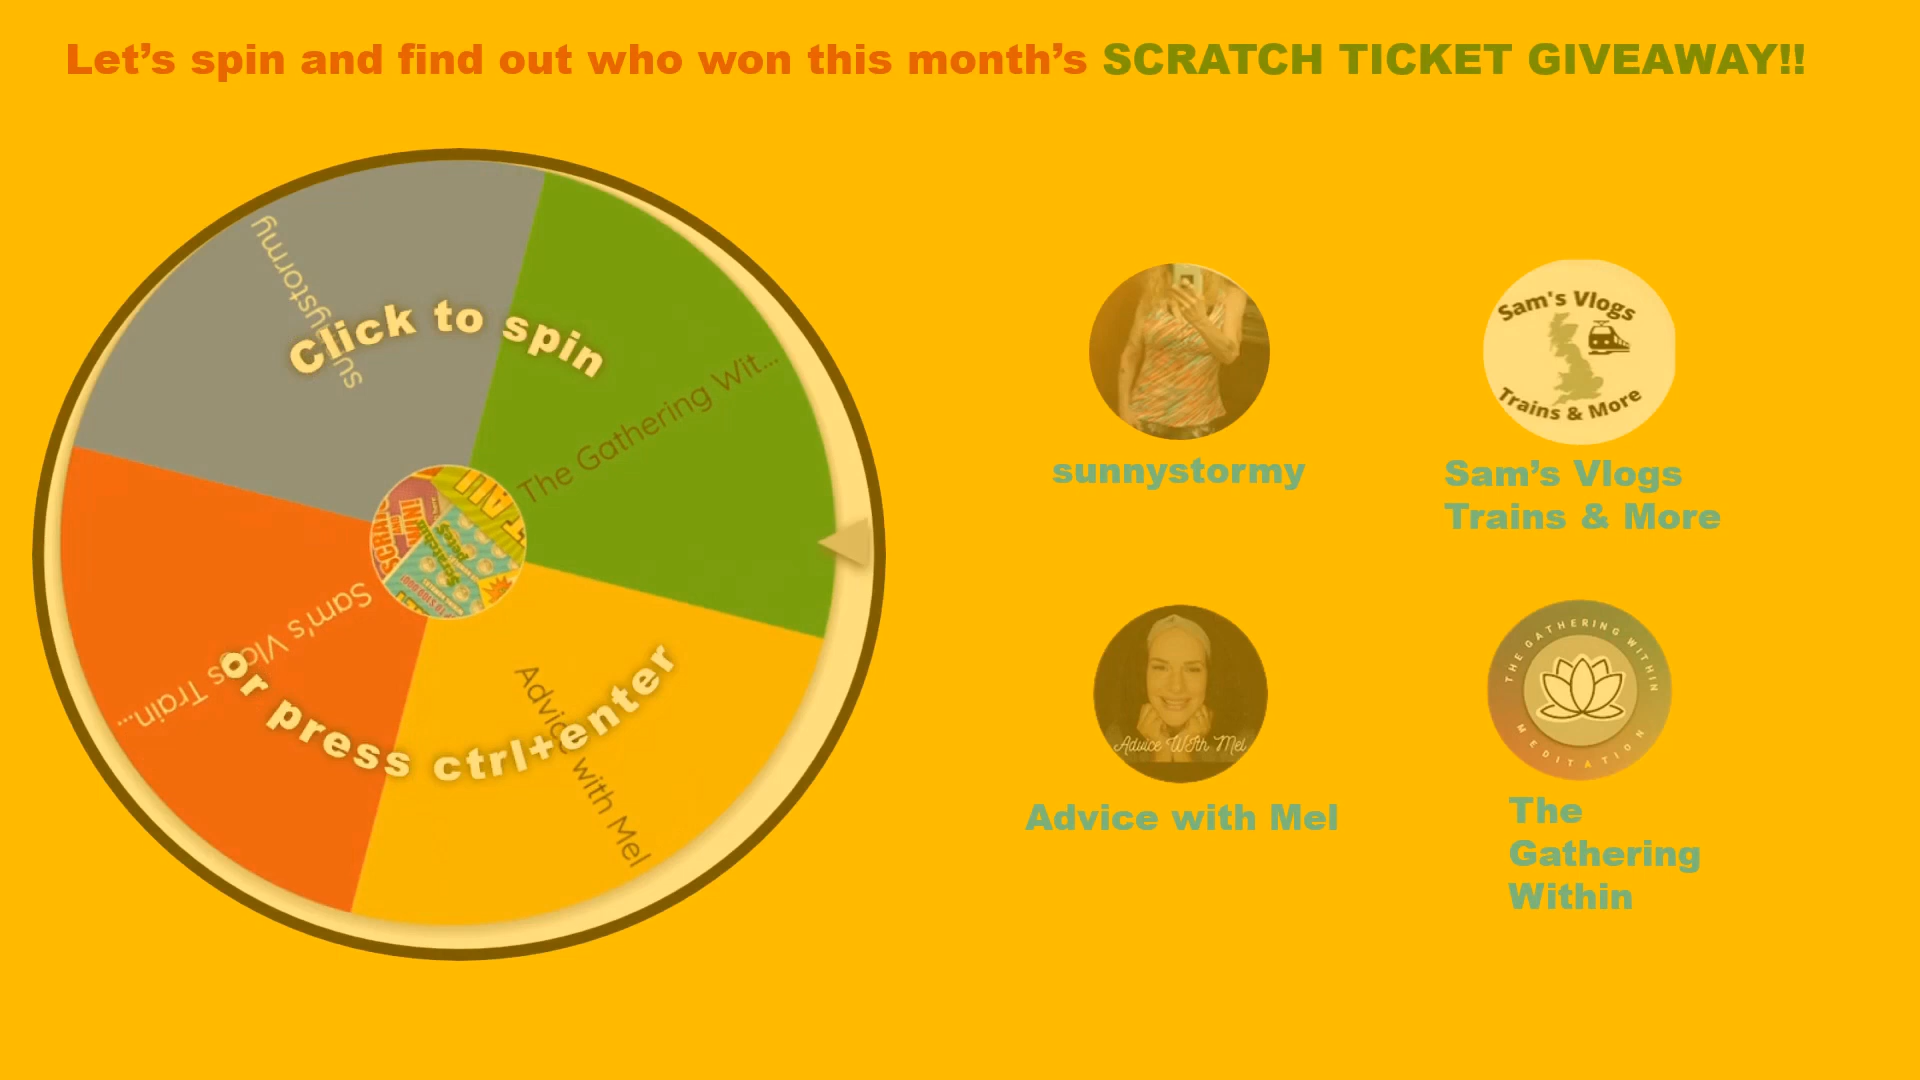 Let’s spin and find out who won this month’s SCRATCH TICKET GIVEAWAY!!
sunnystormy
Click to spin
The Gathering Wit...
Sam's Vlogs Train...
or press ctrl+enter
Advice with Mel
Sam's Vlogs
Trains & More
sunnystormy
Sam’s Vlogs
Trains & More
Advice With Mel
THE GATHERING WITHIN
MEDITATION
Advice with Mel
The
Gathering
Within